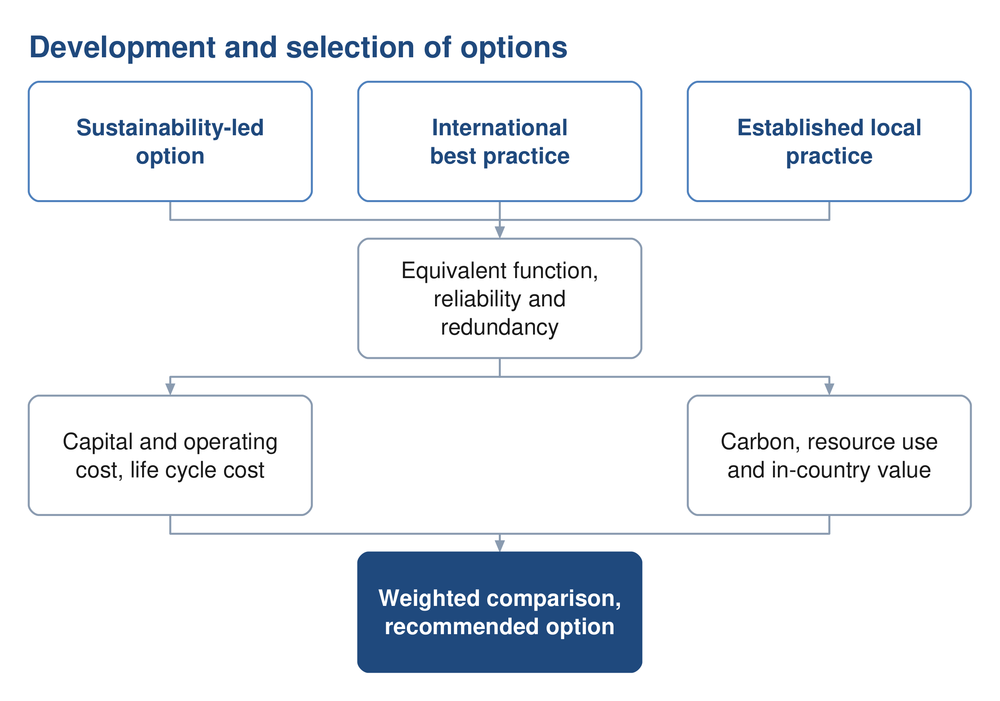 Development and selection of options
Sustainability-led
option
International
best practice
Established local
practice
Equivalent function,
reliability and
redundancy
Capital and operating
cost, life cycle cost
Carbon, resource use
and in-country value
Weighted comparison,
recommended option